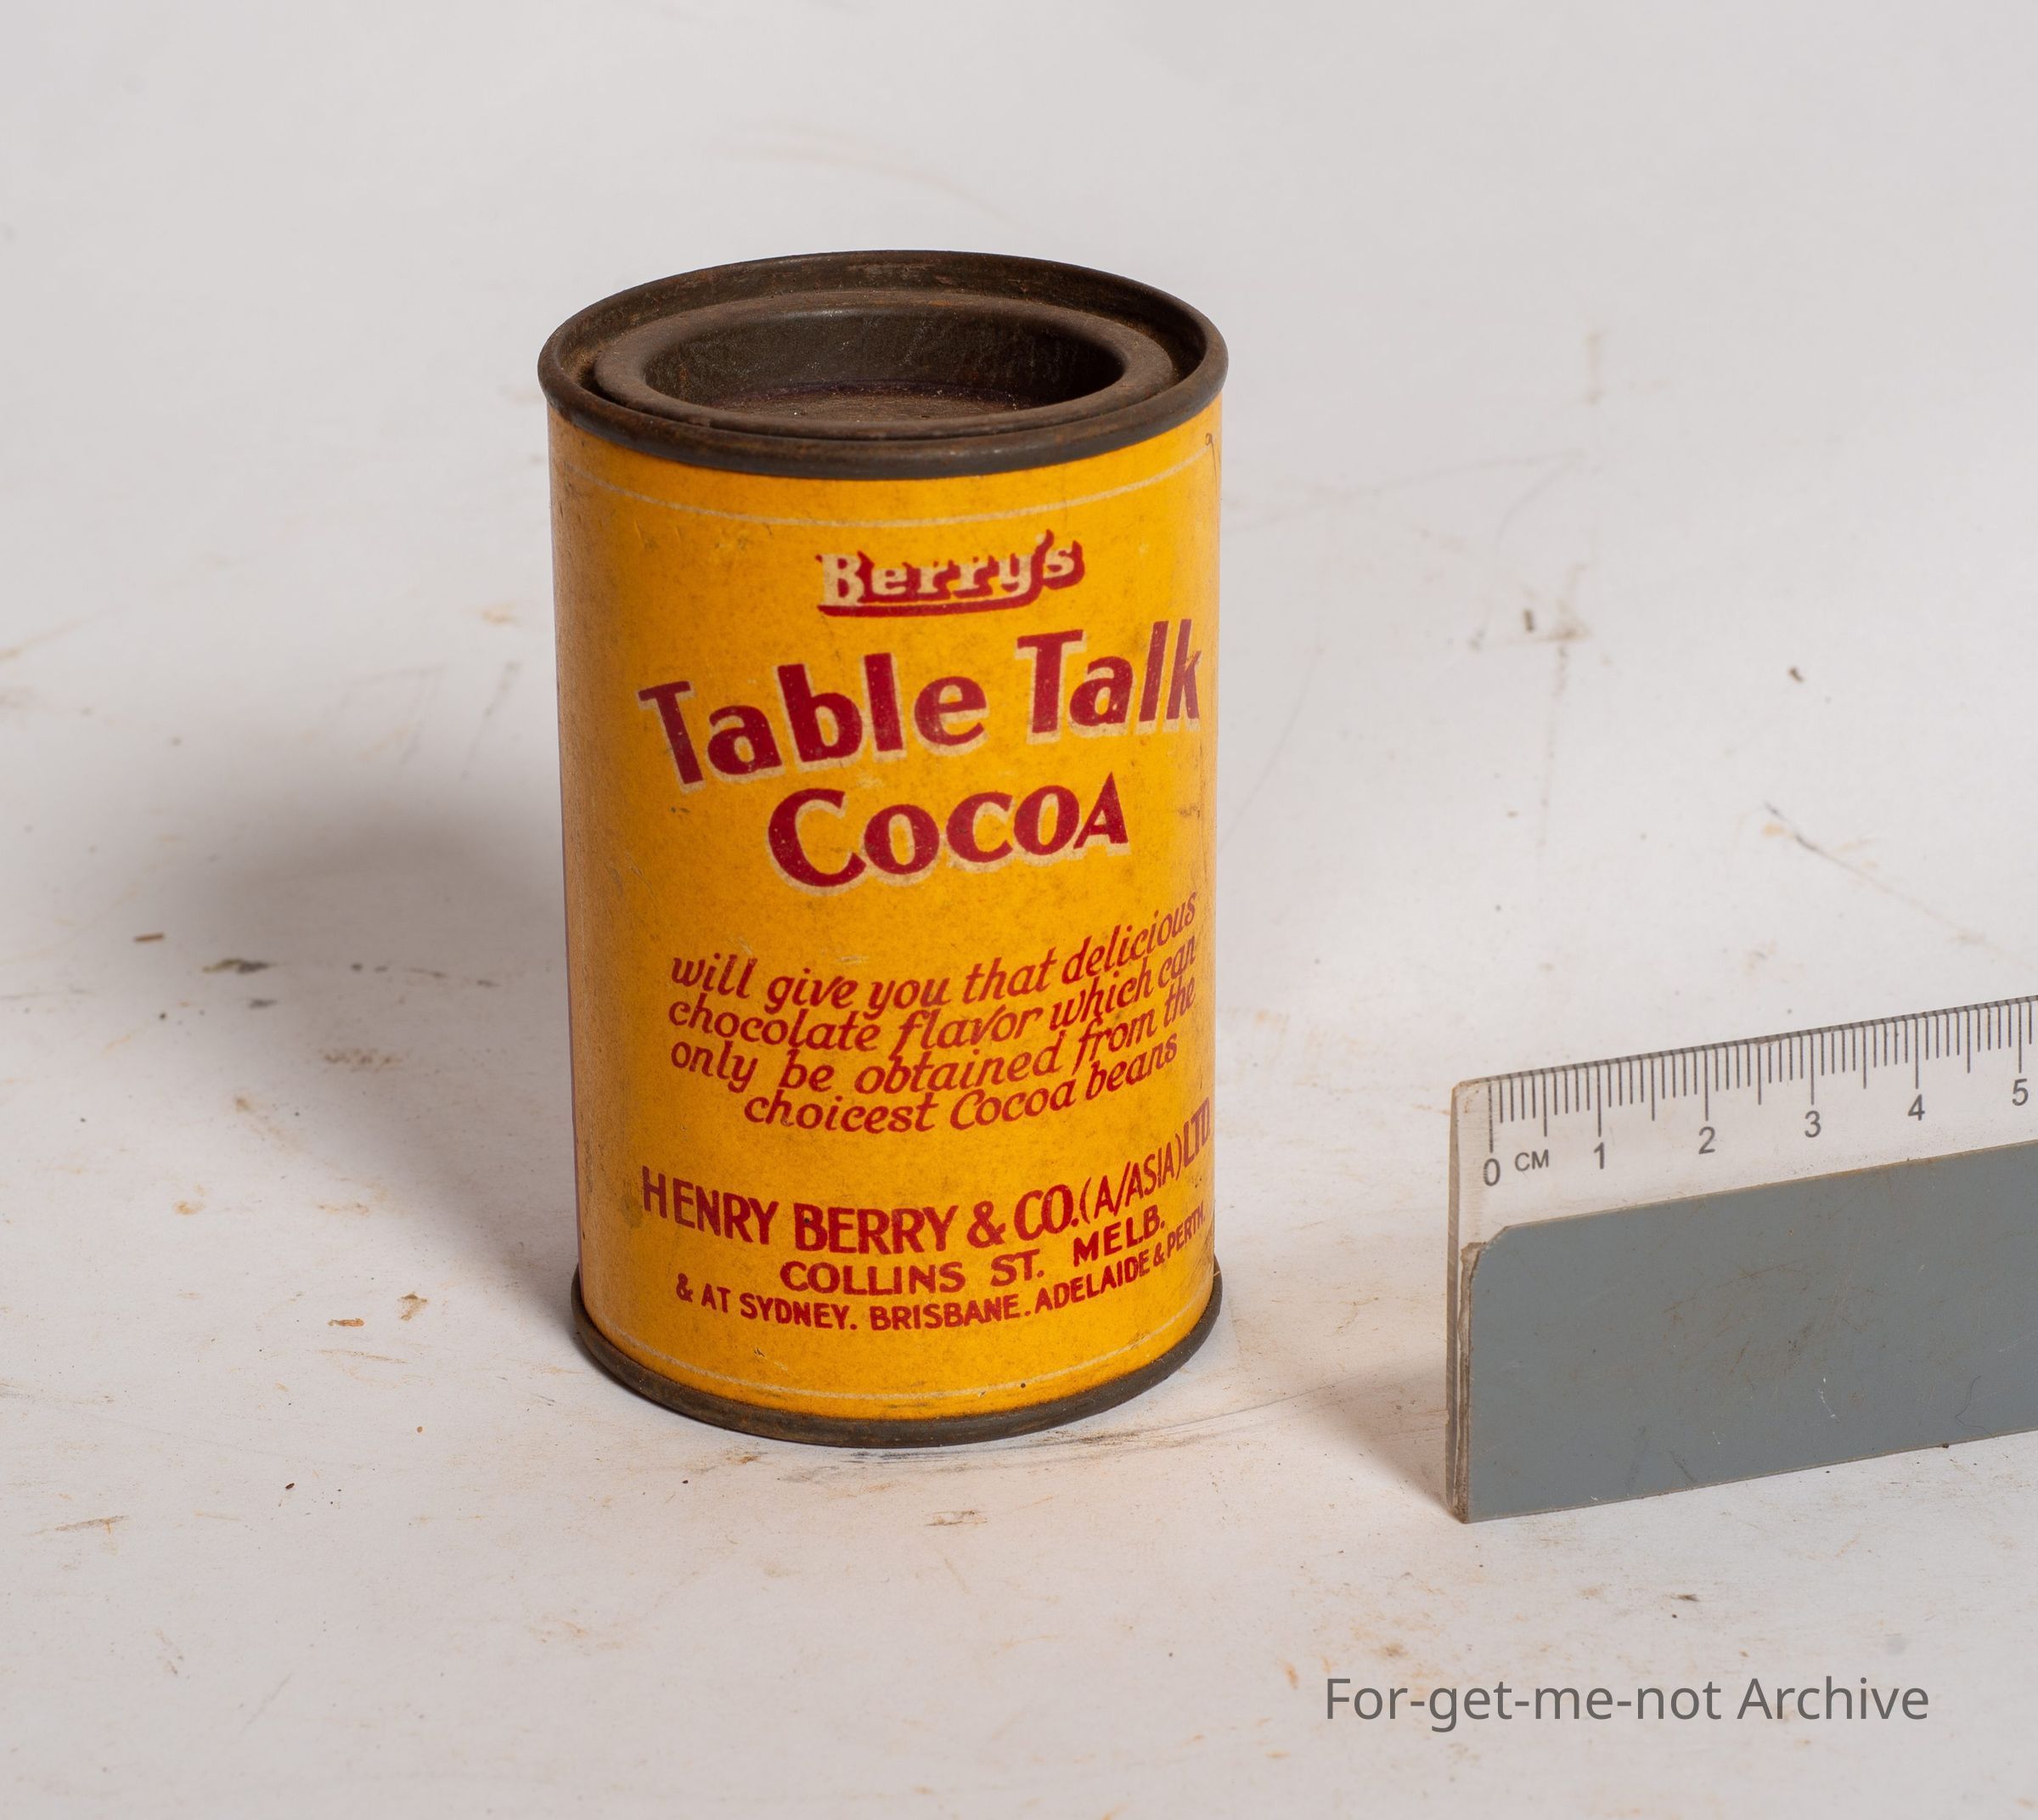 Berry's
Table Talk
COCOA
will give you that delicious
chocolate flavor which can
only be obtained from the
choicest Cocoa beans
HENRY BERRY & CO.(A/ASIA) LTD.
COLLINS ST. MELB.
& AT SYDNEY. BRISBANE. ADELAIDE & PERTH.
0 CM 1 2 3 4 5
For-get-me-not Archive